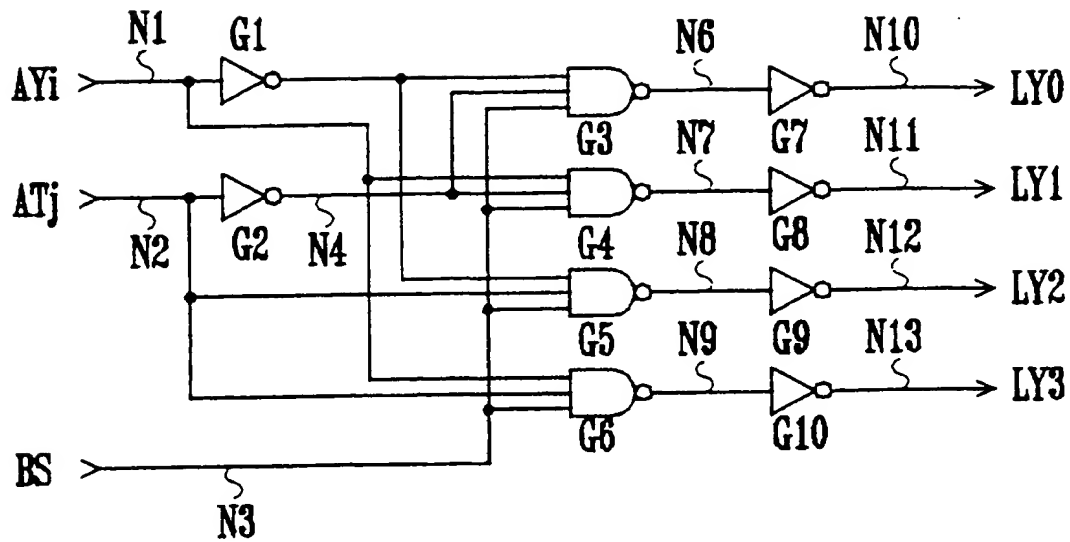 N1 G1 N6 N10
AYi LY0
G3 N7 G7 N11
ATj LY1
N2 G2 N4 G4 N8 G8 N12
LY2
G5 N9 G9 N13
LY3
G6 G10
BS
N3